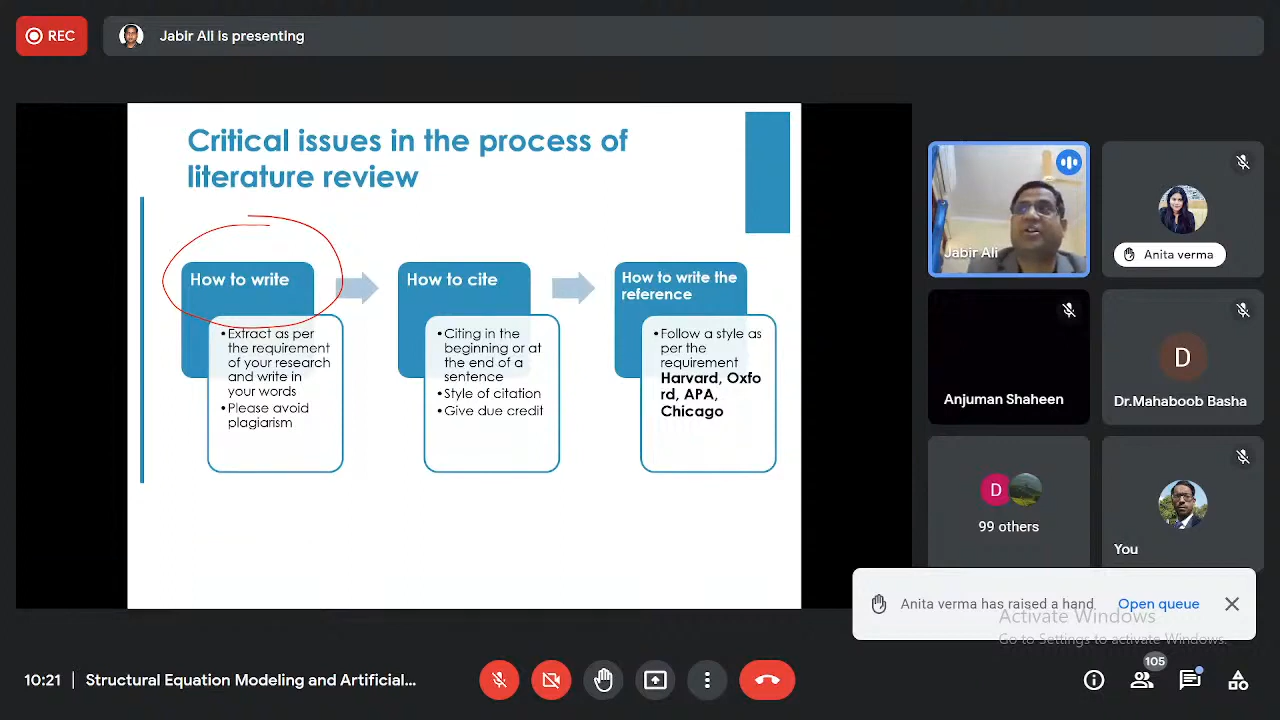 REC
Jabir Ali is presenting
Critical issues in the process of
literature review
How to write
•Extract as per
the requirement
of your research
and write in
your words
•Please avoid
plagiarism
How to cite
•Citing in the
beginning or at
the end of a
sentence
•Style of citation
•Give due credit
How to write the
reference
•Follow a style as
per the
requirement
Harvard, Oxfo
rd, APA,
Chicago
Jabir Ali
Anita verma
Anjuman Shaheen
D
Dr.Mahaboob Basha
D
99 others
You
Anita verma has raised a hand
Open queue
Activate Windows
Go to Settings to activate Windows.
10:21
Structural Equation Modeling and Artificial...
105